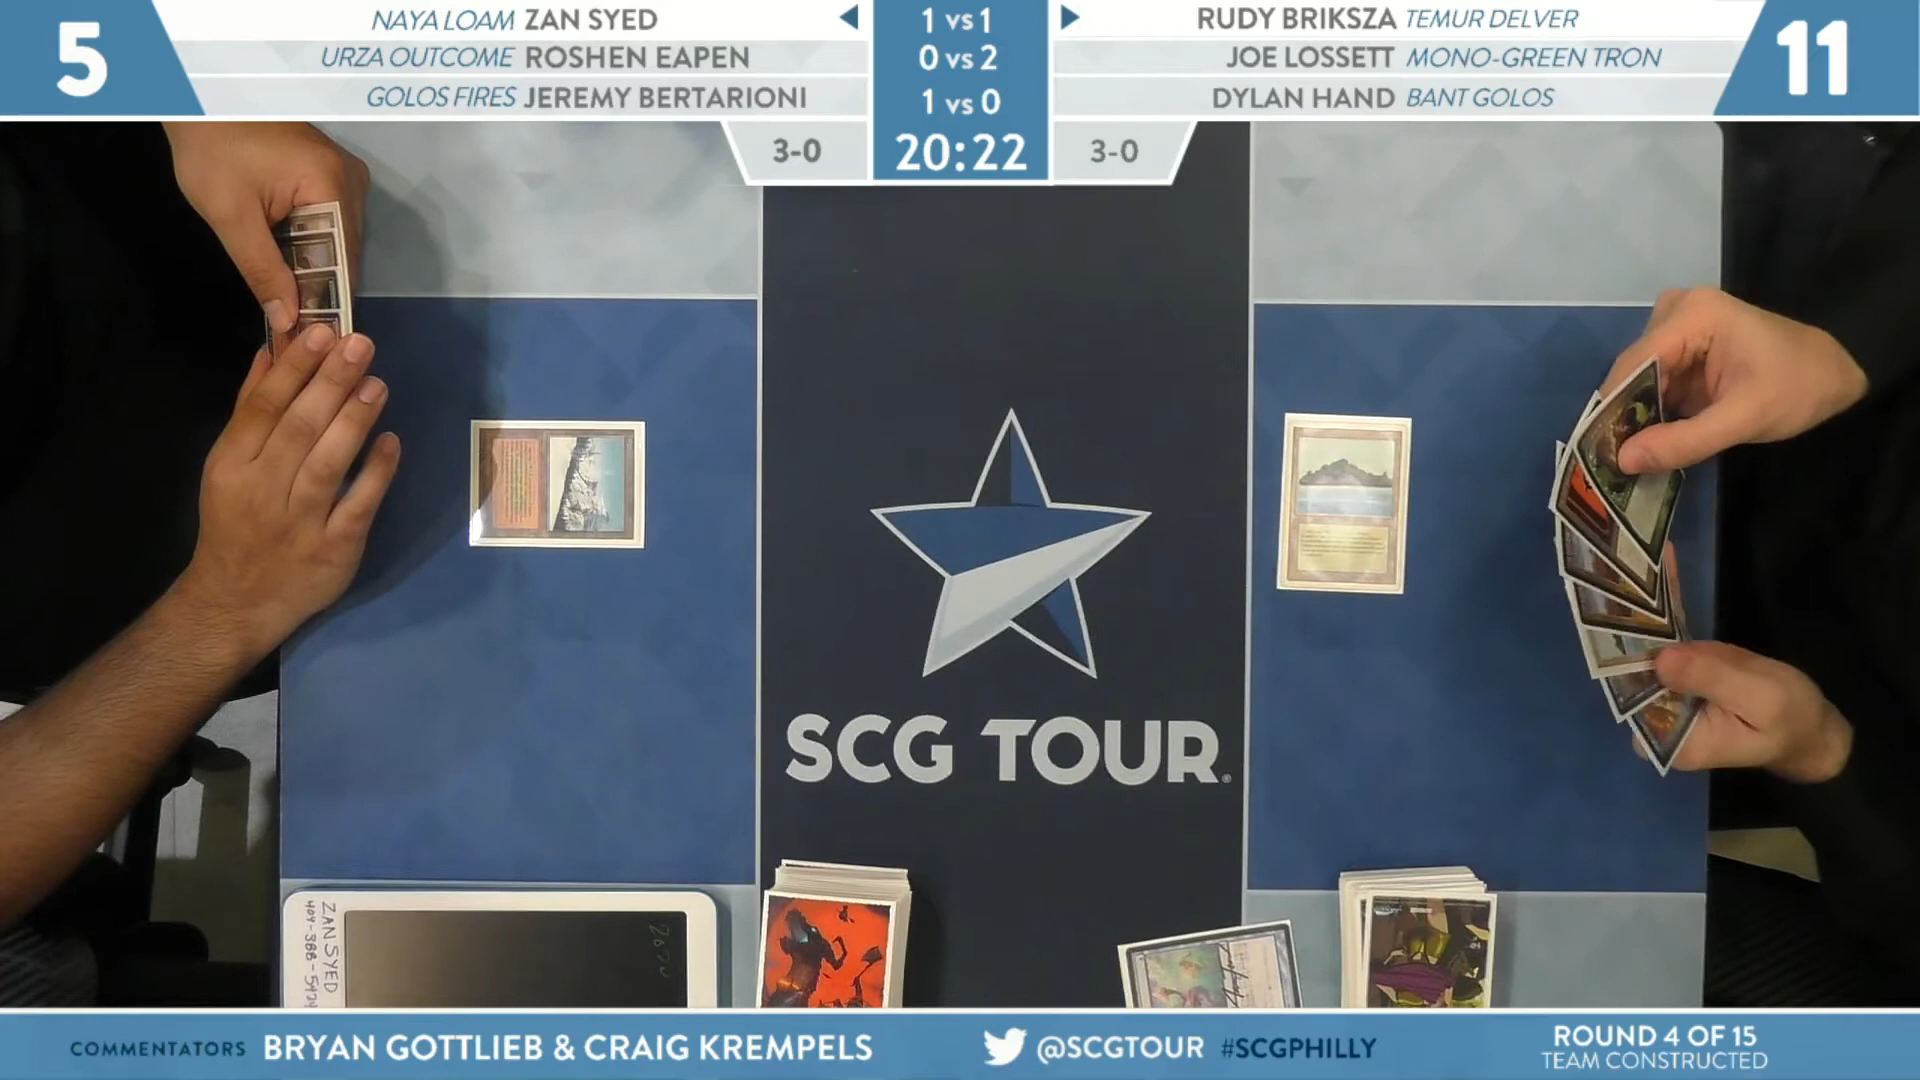 5
NAYA LOAM ZAN SYED
URZA OUTCOME ROSHEN EAPEN
GOLOS FIRES JEREMY BERTARIONI
1 vs 1
0 vs 2
1 vs 0
RUDY BRIKSZA TEMUR DELVER
JOE LOSSETT MONO-GREEN TRON
DYLAN HAND BANT GOLOS
11
3-0
20:22
3-0
SCG TOUR®
ZAN SYED
COMMENTATORS BRYAN GOTTLIEB & CRAIG KREMPELS
@SCGTOUR #SCGPHILLY
ROUND 4 OF 15
TEAM CONSTRUCTED